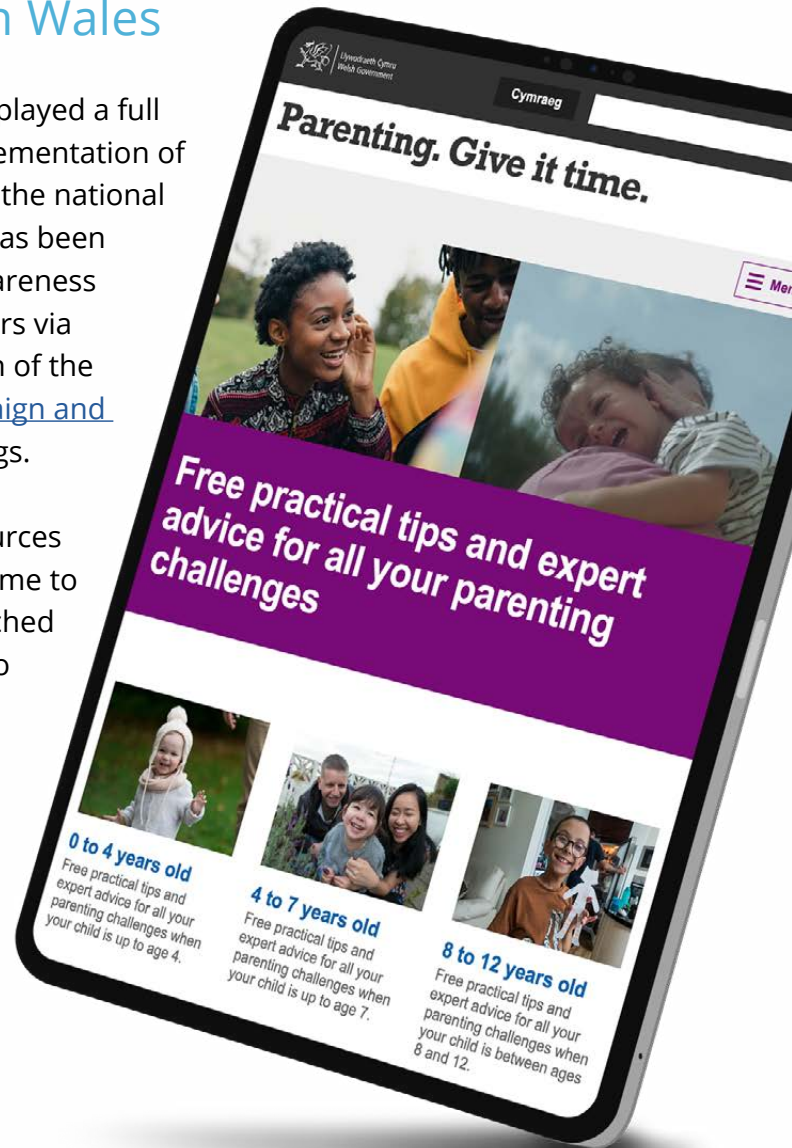 n Wales
played a full
ementation of
the national
as been
areness
rs via
n of the
aign and
gs.
urces
me to
ched
o
Llywodraeth Cymru
Welsh Government
Cymraeg
Parenting. Give it time.
Men
Free practical tips and expert
advice for all your parenting
challenges
0 to 4 years old
Free practical tips and
expert advice for all your
parenting challenges when
your child is up to age 4.
4 to 7 years old
Free practical tips and
expert advice for all your
parenting challenges when
your child is up to age 7.
8 to 12 years old
Free practical tips and
expert advice for all your
parenting challenges when
your child is between ages
8 and 12.